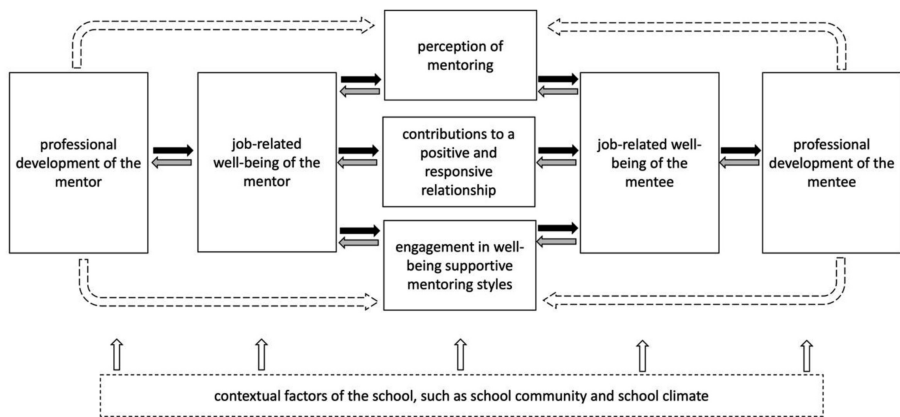 perception of
mentoring
professional
development of the
mentor
job-related
well-being of the
mentor
contributions to a
positive and
responsive
relationship
job-related well-
being of the
mentee
professional
development of the
mentee
engagement in well-
being supportive
mentoring styles
contextual factors of the school, such as school community and school climate